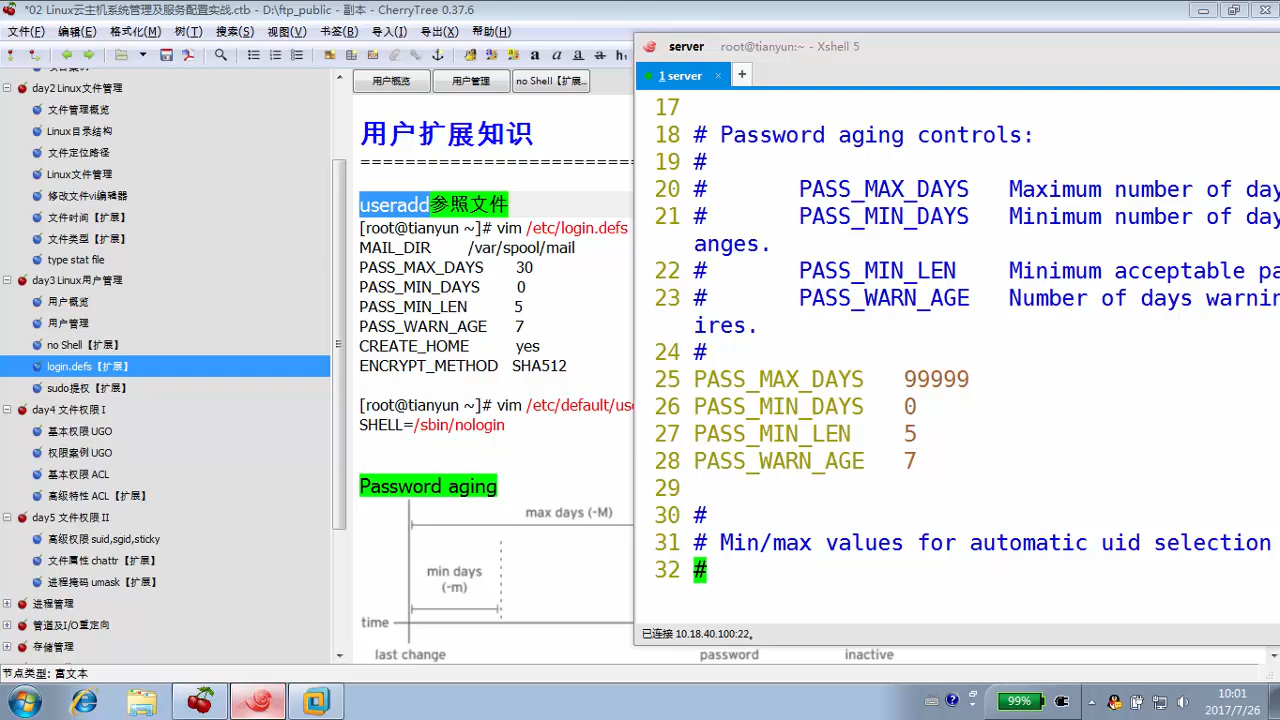 *02 Linux云主机系统管理及服务配置实战.ctb - D:\ftp_public - 副本 - CherryTree 0.37.6
文件(F) 编辑(E) 格式化(M) 树(T) 搜索(S) 视图(V) 书签(B) 导入(I) 导出(X) 帮助(H)
day2 Linux文件管理
文件管理概览
Linux目录结构
文件定位路径
Linux文件管理
修改文件vi编辑器
文件时间【扩展】
文件类型【扩展】
type stat file
day3 Linux用户管理
用户概览
用户管理
no Shell【扩展】
login.defs【扩展】
sudo提权【扩展】
day4 文件权限 I
基本权限 UGO
权限案例 UGO
基本权限 ACL
高级特性 ACL【扩展】
day5 文件权限 II
高级权限 suid,sgid,sticky
文件属性 chattr【扩展】
进程掩码 umask【扩展】
进程管理
管道及I/O重定向
存储管理
节点类型: 富文本
用户概览 用户管理 no Shell【扩展...
用户扩展知识
=============================
useradd参照文件
[root@tianyun ~]# vim /etc/login.defs
MAIL_DIR /var/spool/mail
PASS_MAX_DAYS 30
PASS_MIN_DAYS 0
PASS_MIN_LEN 5
PASS_WARN_AGE 7
CREATE_HOME yes
ENCRYPT_METHOD SHA512
[root@tianyun ~]# vim /etc/default/use
SHELL=/sbin/nologin
Password aging
max days (-M)
min days
(-m)
time
last change password inactive
server root@tianyun:~ - Xshell 5
1 server × +
17
18 # Password aging controls:
19 #
20 # PASS_MAX_DAYS Maximum number of day
21 # PASS_MIN_DAYS Minimum number of day
anges.
22 # PASS_MIN_LEN Minimum acceptable pa
23 # PASS_WARN_AGE Number of days warnin
ires.
24 #
25 PASS_MAX_DAYS 99999
26 PASS_MIN_DAYS 0
27 PASS_MIN_LEN 5
28 PASS_WARN_AGE 7
29
30 #
31 # Min/max values for automatic uid selection
32 #
已连接 10.18.40.100:22。
99%
10:01
2017/7/26